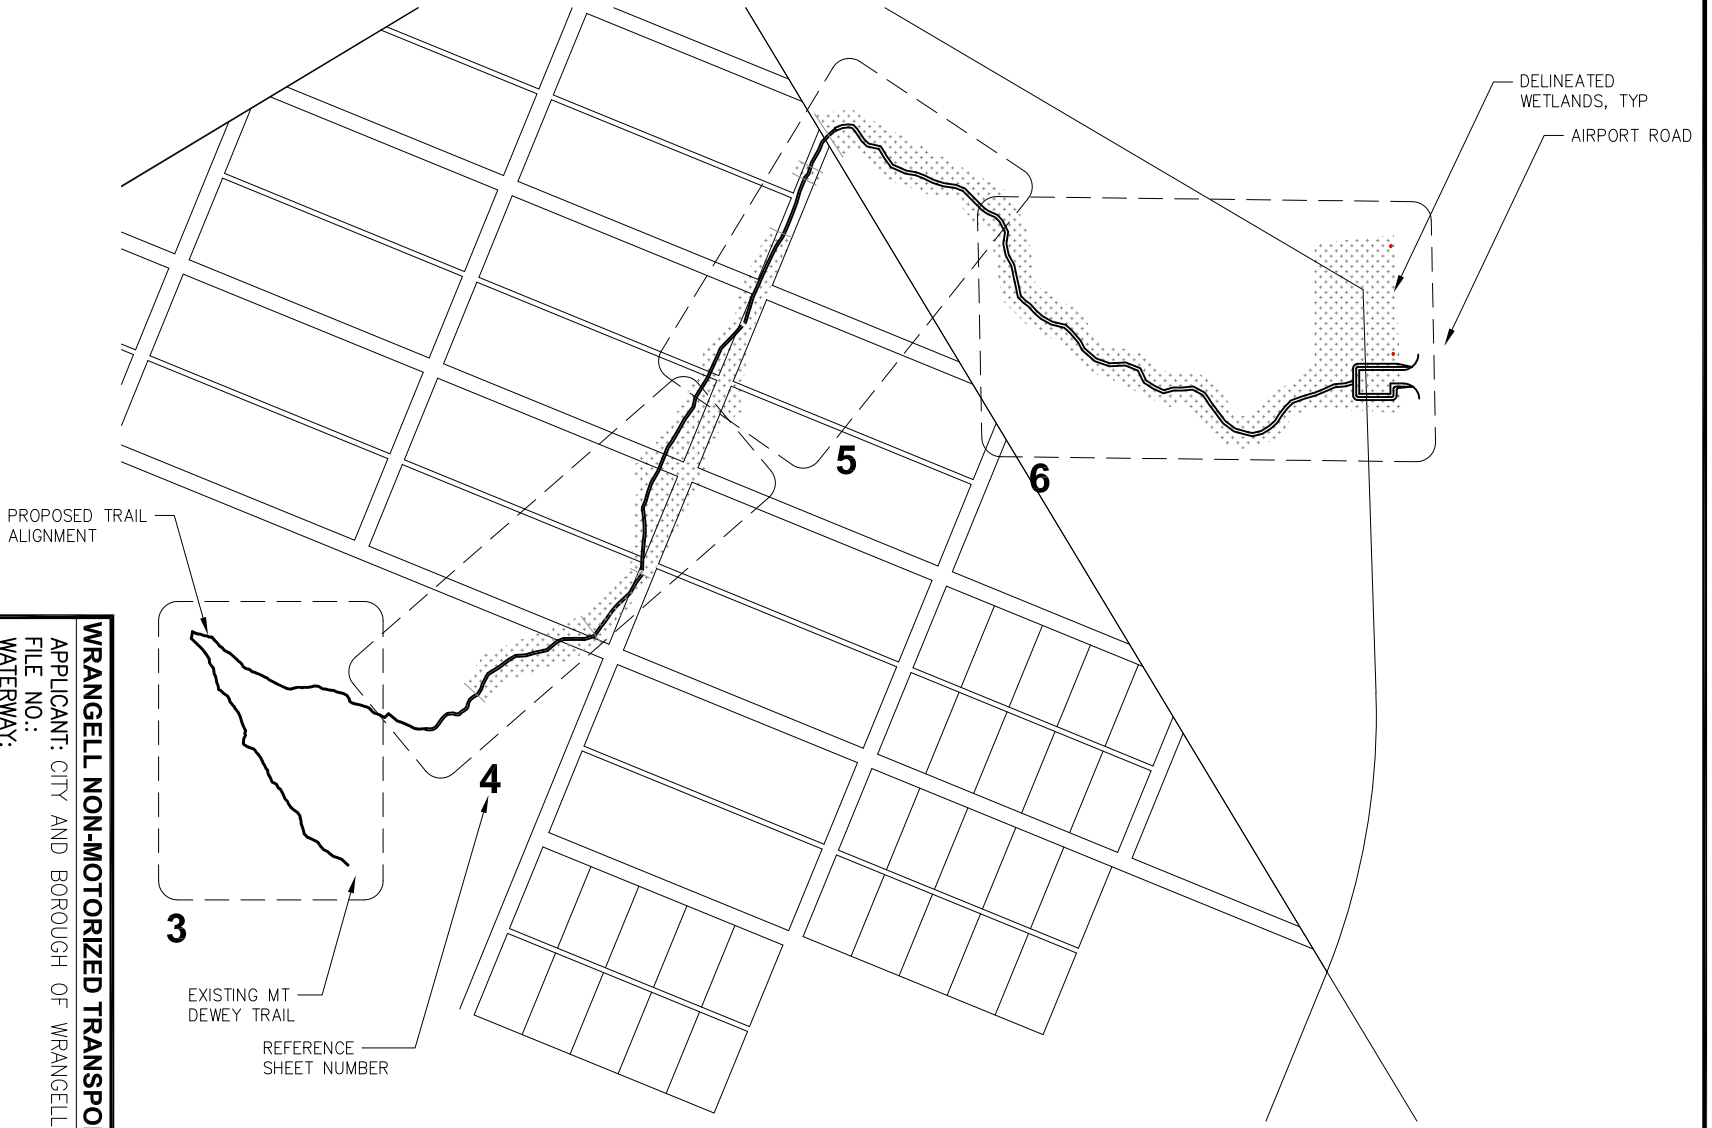 DELINEATED
WETLANDS, TYP
AIRPORT ROAD
5
6
PROPOSED TRAIL
ALIGNMENT
4
3
EXISTING MT
DEWEY TRAIL
REFERENCE
SHEET NUMBER
WRANGELL NON-MOTORIZED TRANSPO
APPLICANT: CITY AND BOROUGH OF WRANGELL
FILE NO.:
WATERWAY: